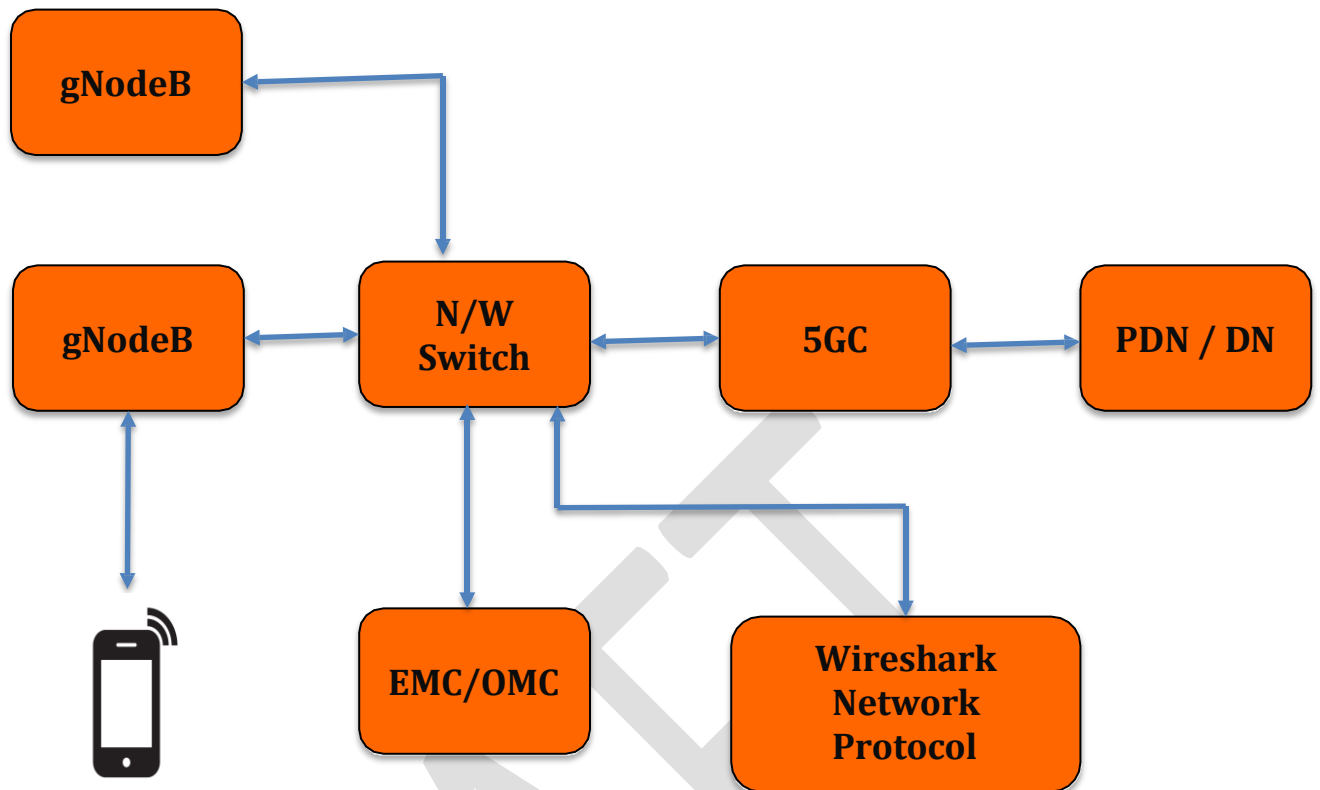 gNodeB
gNodeB
N/W
Switch
5GC
PDN / DN
EMC/OMC
Wireshark
Network
Protocol